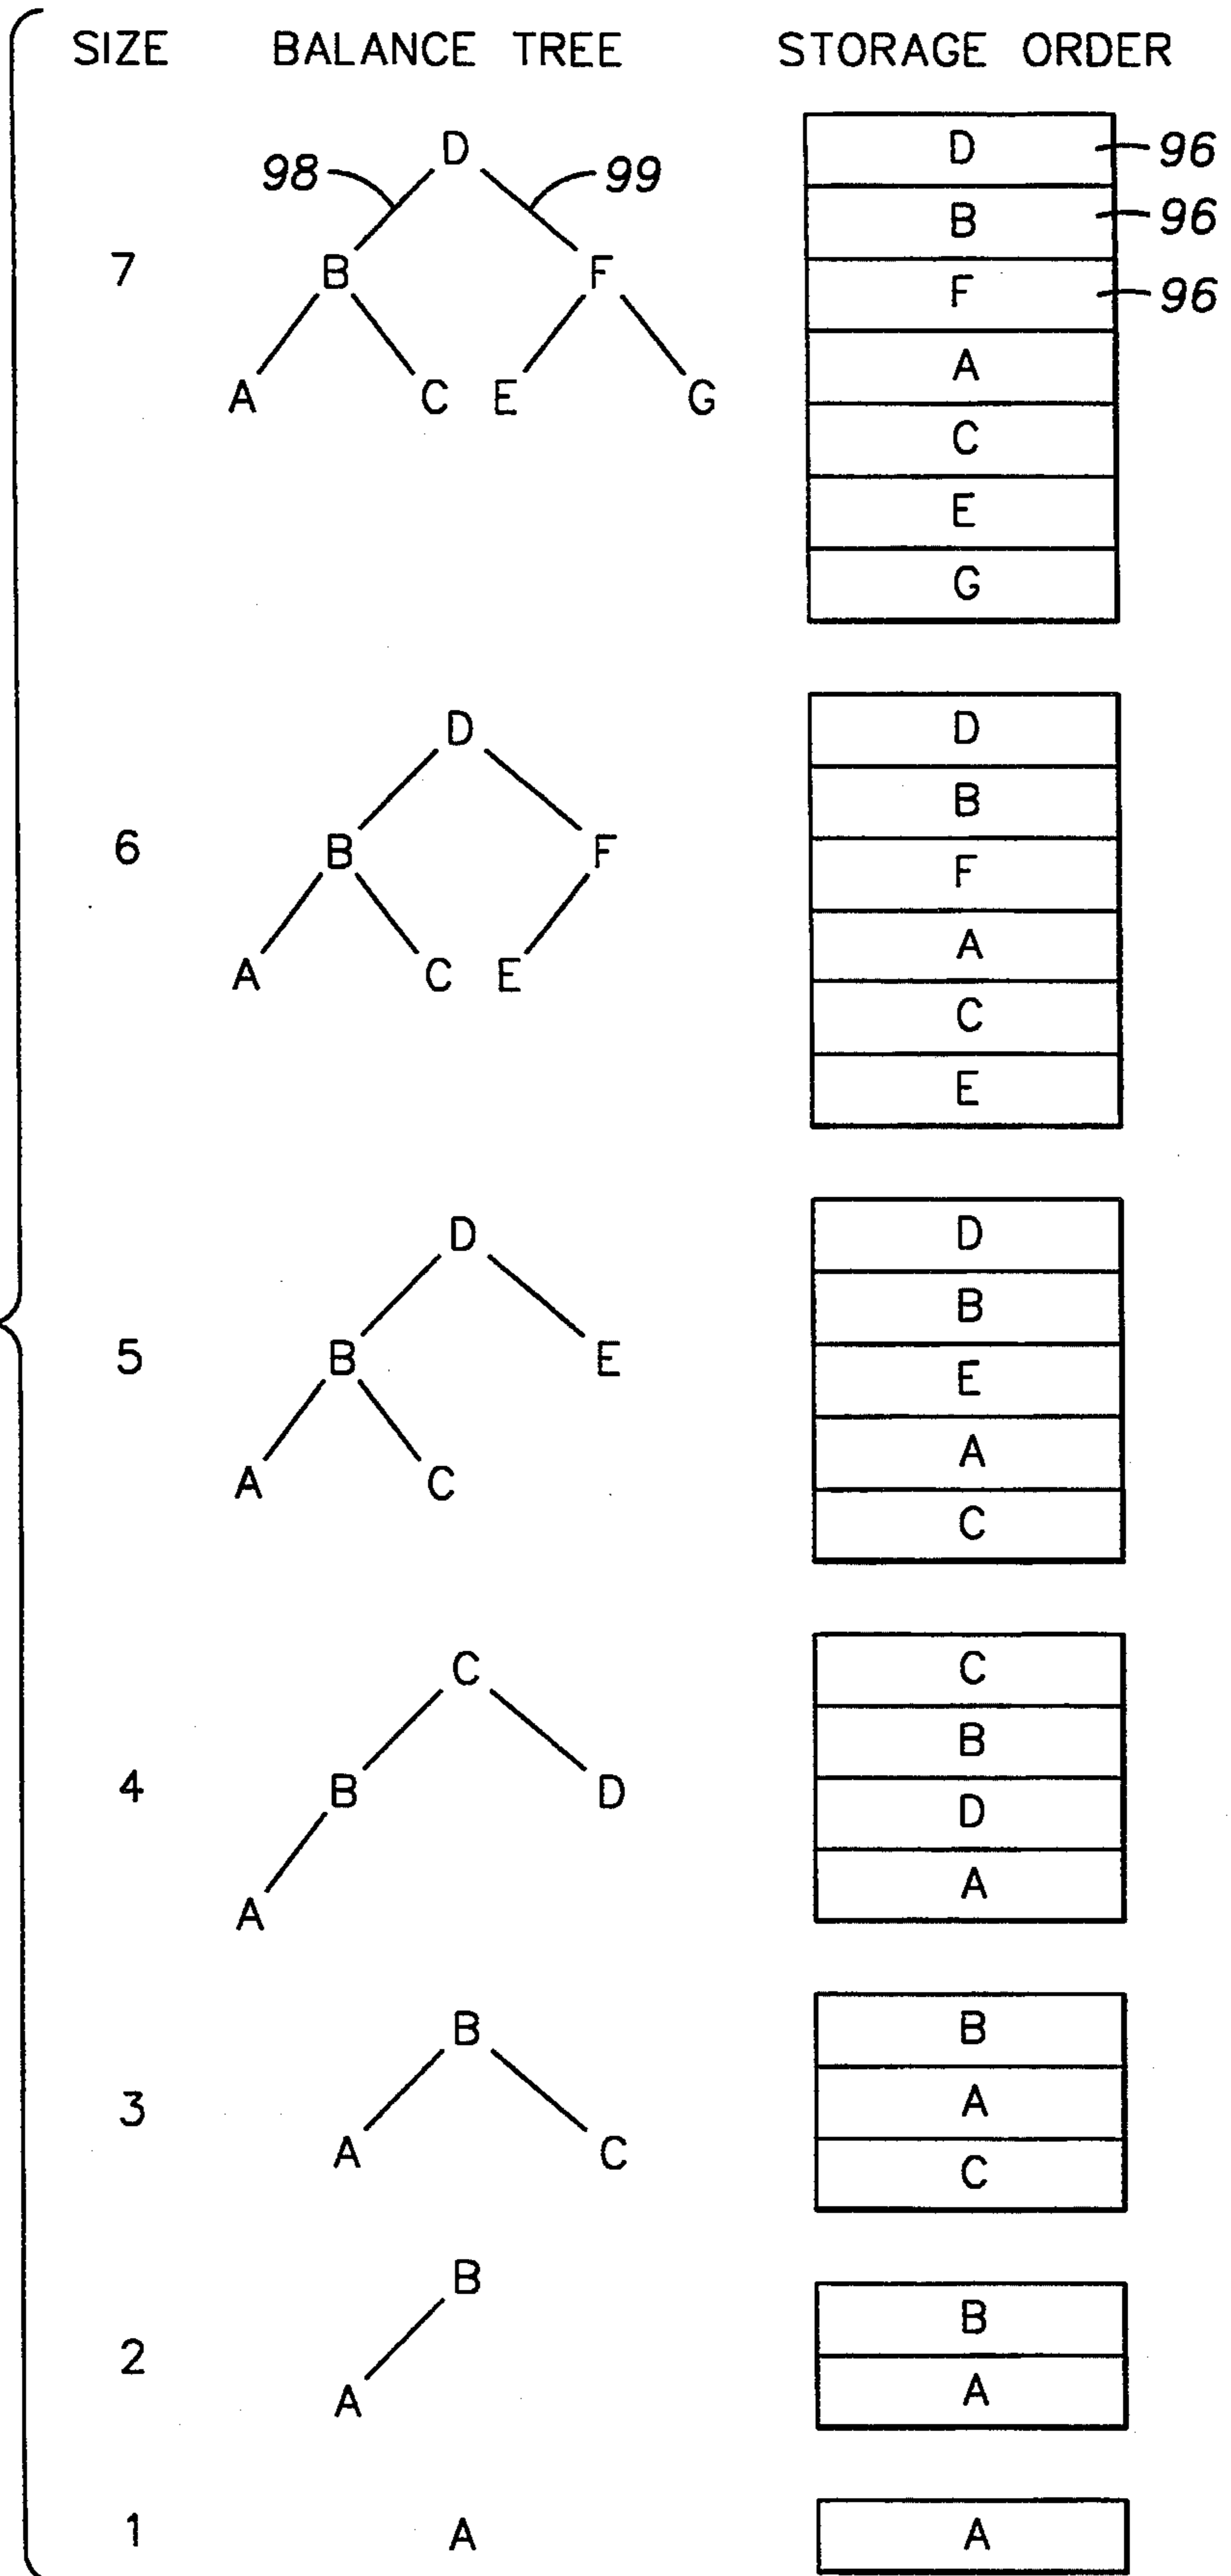 SIZE BALANCE TREE STORAGE ORDER
D
98 99
7 B F
A C E G
D 96
B 96
F 96
A
C
E
G
D
6 B F
A C E
D
B
F
A
C
E
D
5 B E
A C
D
B
E
A
C
C
4 B D
A
C
B
D
A
B
3 A C
B
A
C
B
2 A
B
A
1 A A